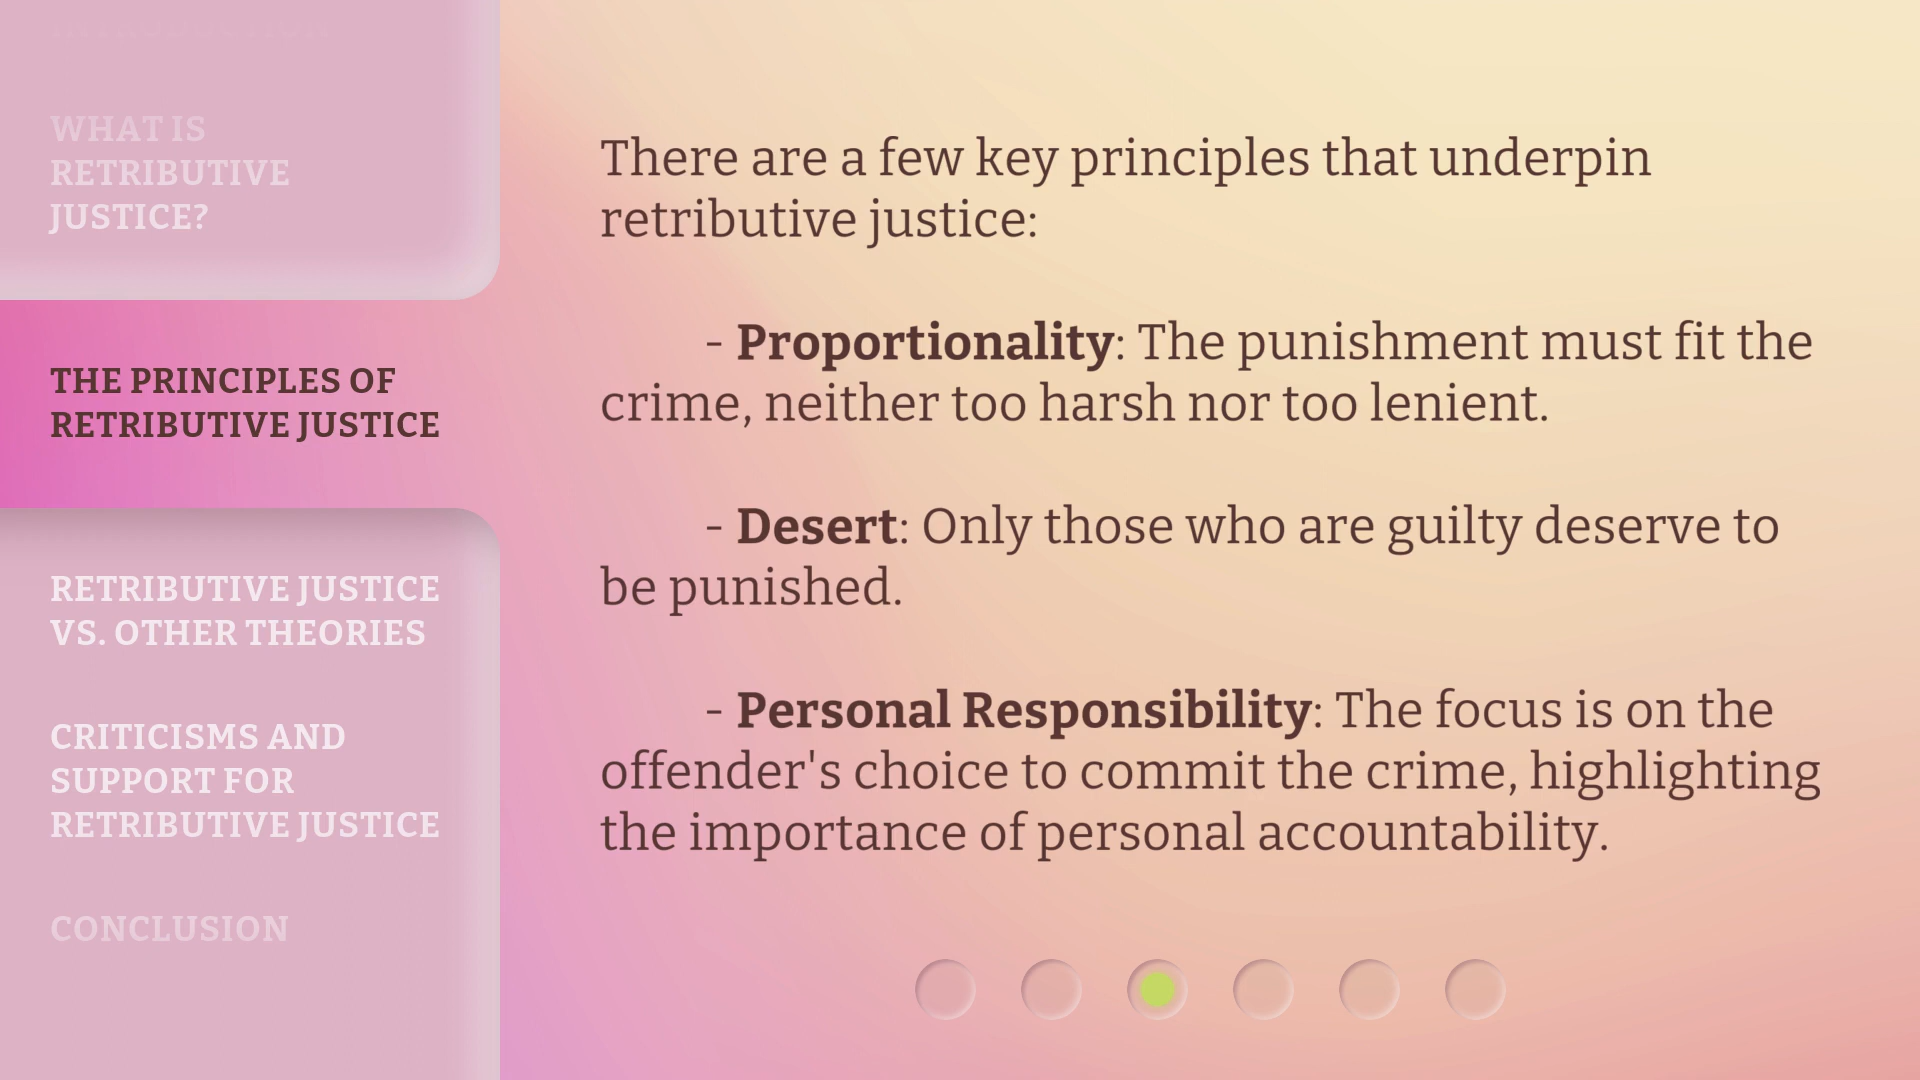 INTRODUCTION
WHAT IS
RETRIBUTIVE
JUSTICE?
THE PRINCIPLES OF
RETRIBUTIVE JUSTICE
RETRIBUTIVE JUSTICE
VS. OTHER THEORIES
CRITICISMS AND
SUPPORT FOR
RETRIBUTIVE JUSTICE
CONCLUSION
There are a few key principles that underpin
retributive justice:
- Proportionality: The punishment must fit the
crime, neither too harsh nor too lenient.
- Desert: Only those who are guilty deserve to
be punished.
- Personal Responsibility: The focus is on the
offender's choice to commit the crime, highlighting
the importance of personal accountability.